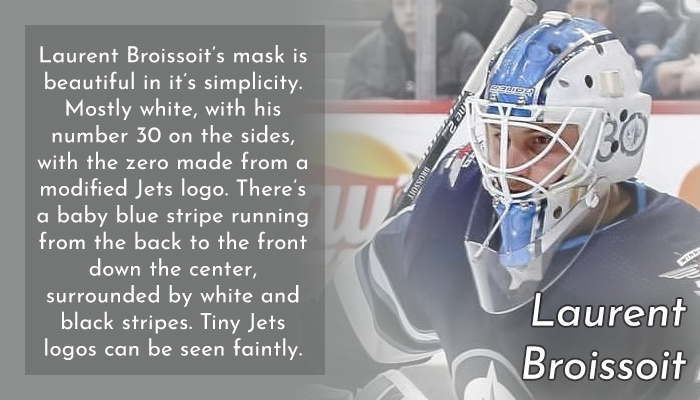 Laurent Broissoit's mask is
beautiful in it's simplicity.
Mostly white, with his
number 30 on the sides,
with the zero made from a
modified Jets logo. There's
a baby blue stripe running
from the back to the front
down the center,
surrounded by white and
black stripes. Tiny Jets
logos can be seen faintly.
BAUER
30
BROISSOIT
Laurent
Broissoit